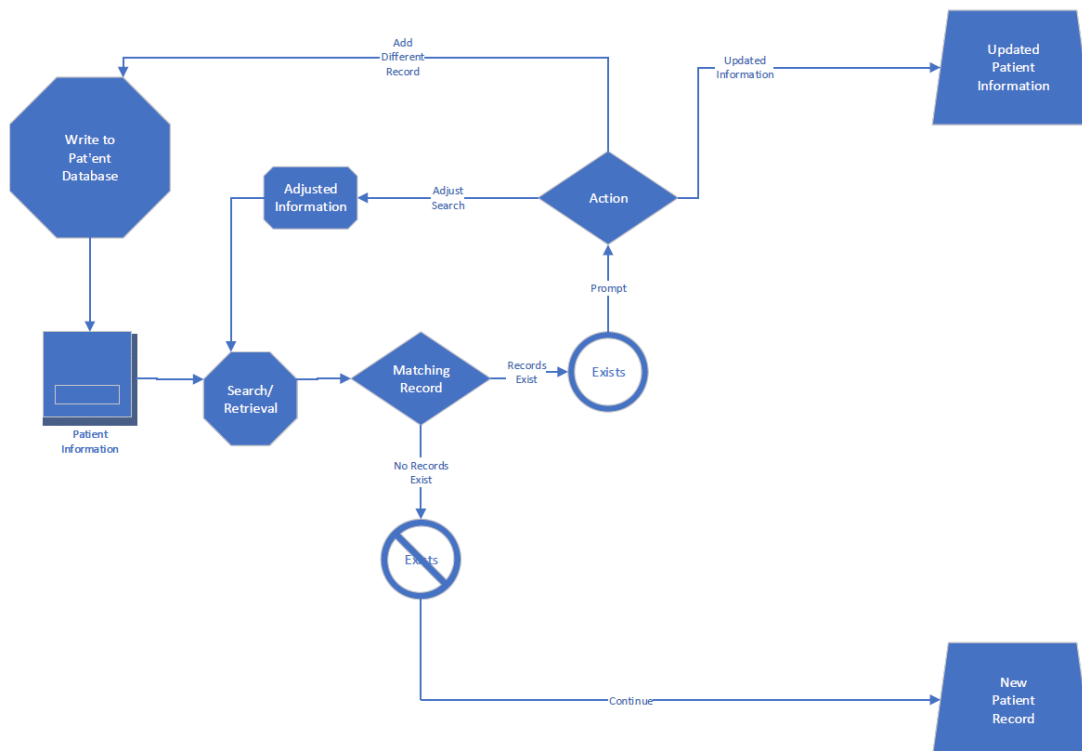 Add
Different
Record
Updated
Information
Updated
Patient
Information
Write to
Pat'ent
Database
Adjusted
Information
Adjust
Search
Action
Prompt
Patient
Information
Search/
Retrieval
Matching
Record
Records
Exist
Exists
No Records
Exist
Exists
Continue
New
Patient
Record